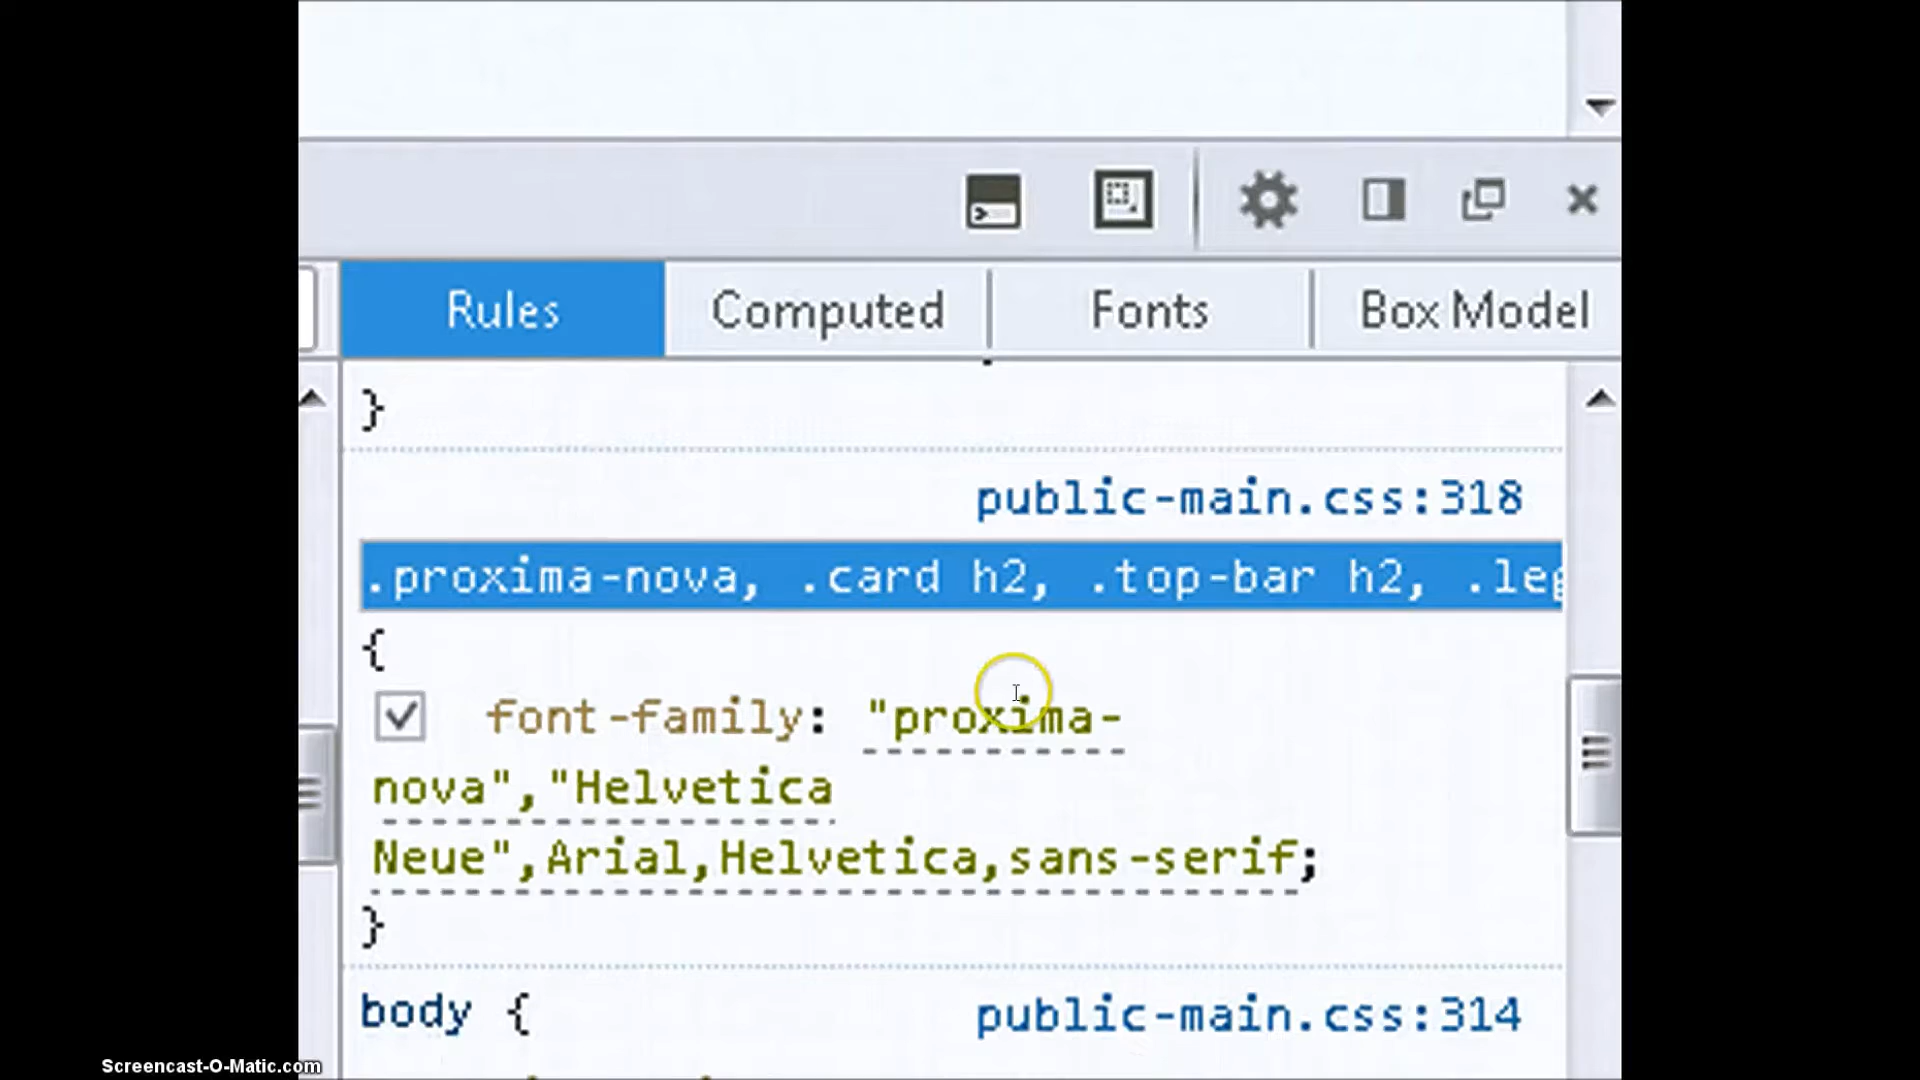 Rules Computed Fonts Box Model
}
public-main.css:318
.proxima-nova, .card h2, .top-bar h2, .leg
{
font-family: "proxima-
nova","Helvetica
Neue",Arial,Helvetica,sans-serif;
}
body { public-main.css:314
Screencast-O-Matic.com